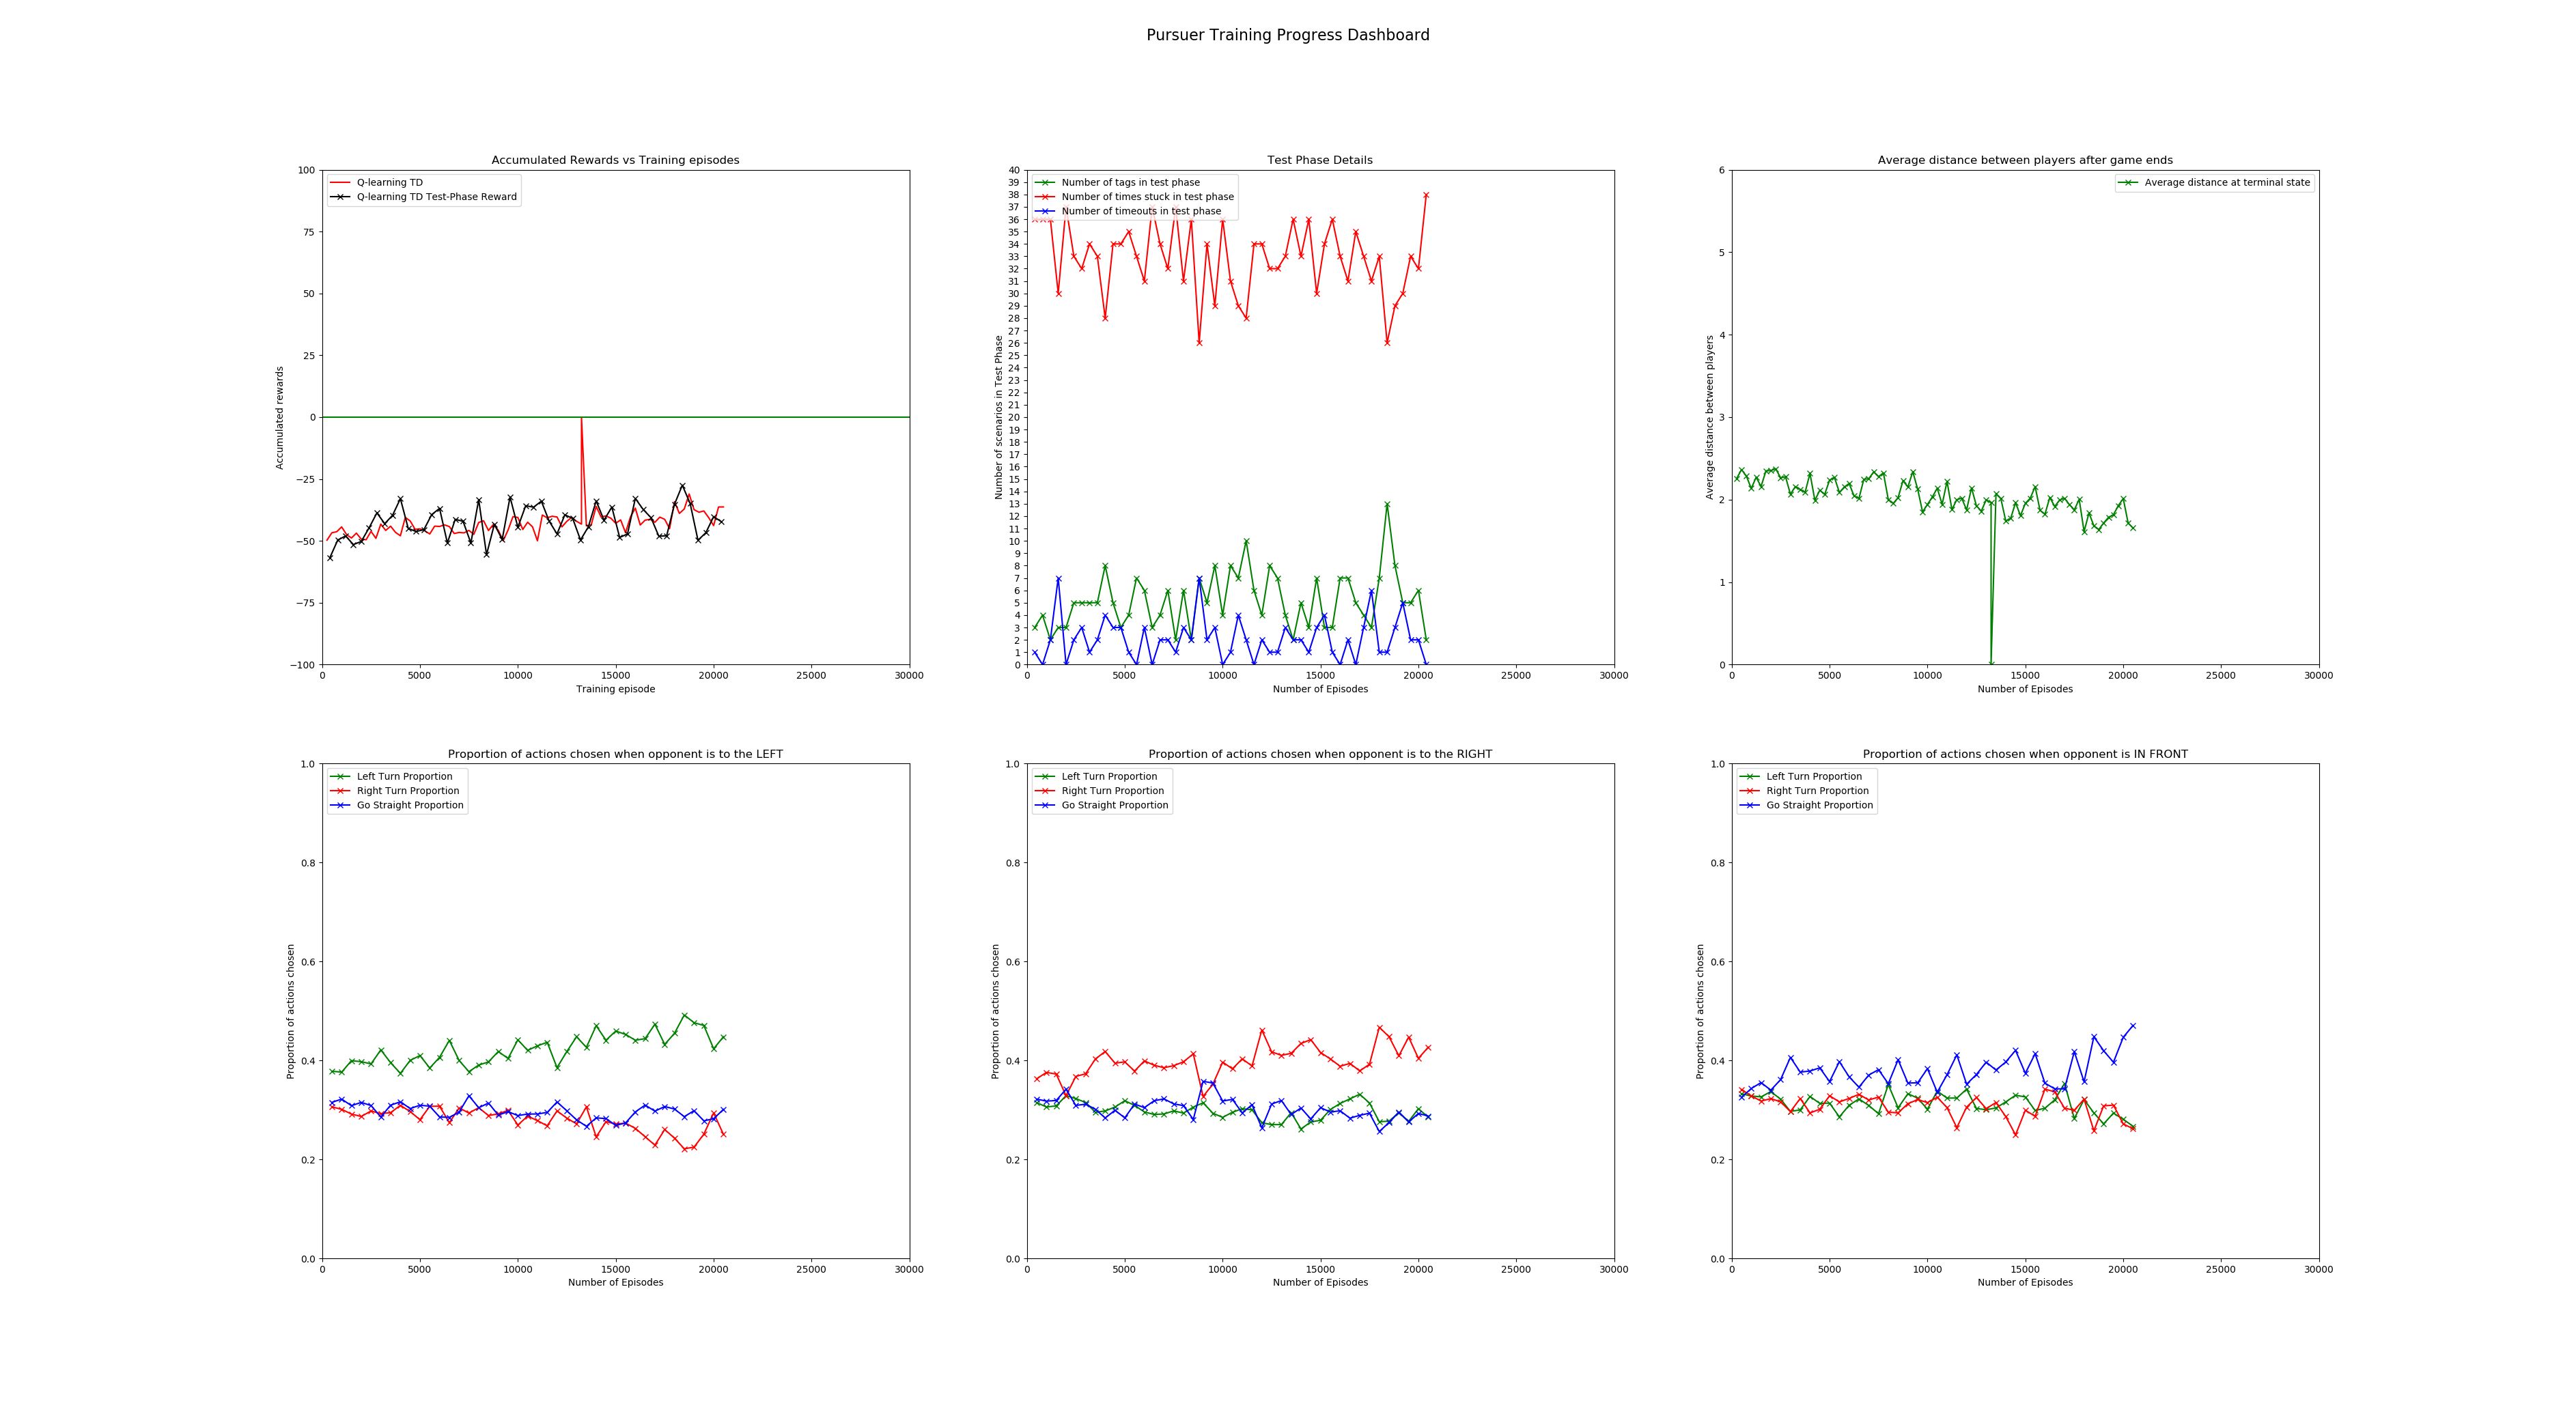 Pursuer Training Progress Dashboard
Accumulated Rewards vs Training episodes
Q-learning TD
Q-learning TD Test-Phase Reward
100
75
50
25
0
−25
−50
−75
−100
Accumulated rewards
0 5000 10000 15000 20000 25000 30000
Training episode
Test Phase Details
Number of tags in test phase
Number of times stuck in test phase
Number of timeouts in test phase
40
39
38
37
36
35
34
33
32
31
30
29
28
27
26
25
24
23
22
21
20
19
18
17
16
15
14
13
12
11
10
9
8
7
6
5
4
3
2
1
0
Number of scenarios in Test Phase
0 5000 10000 15000 20000 25000 30000
Number of Episodes
Average distance between players after game ends
Average distance at terminal state
6
5
4
3
2
1
0
Average distance between players
0 5000 10000 15000 20000 25000 30000
Number of Episodes
Proportion of actions chosen when opponent is to the LEFT
Left Turn Proportion
Right Turn Proportion
Go Straight Proportion
1.0
0.8
0.6
0.4
0.2
0.0
Proportion of actions chosen
0 5000 10000 15000 20000 25000 30000
Number of Episodes
Proportion of actions chosen when opponent is to the RIGHT
Left Turn Proportion
Right Turn Proportion
Go Straight Proportion
1.0
0.8
0.6
0.4
0.2
0.0
Proportion of actions chosen
0 5000 10000 15000 20000 25000 30000
Number of Episodes
Proportion of actions chosen when opponent is IN FRONT
Left Turn Proportion
Right Turn Proportion
Go Straight Proportion
1.0
0.8
0.6
0.4
0.2
0.0
Proportion of actions chosen
0 5000 10000 15000 20000 25000 30000
Number of Episodes